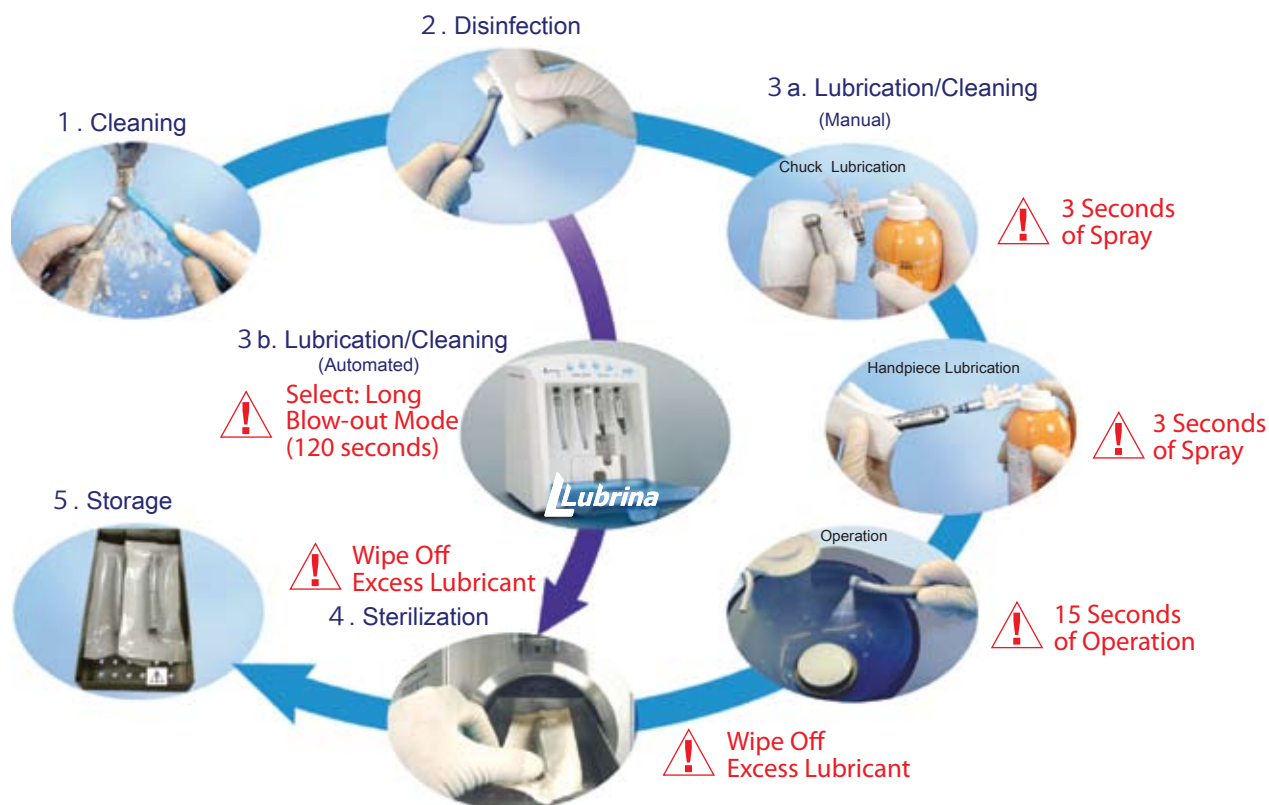 1. Cleaning
2. Disinfection
3a. Lubrication/Cleaning
(Manual)
Chuck Lubrication
3 Seconds
of Spray
Handpiece Lubrication
3 Seconds
of Spray
Operation
15 Seconds
of Operation
Wipe Off
Excess Lubricant
3b. Lubrication/Cleaning
(Automated)
Select: Long
Blow-out Mode
(120 seconds)
Lubrina
Wipe Off
Excess Lubricant
4. Sterilization
5. Storage